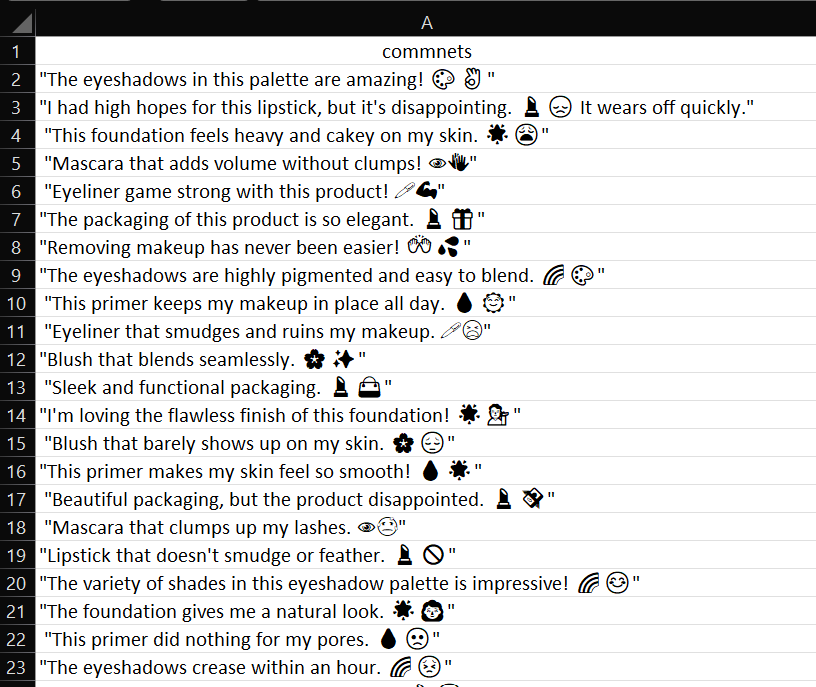 A
1 commnets
2 "The eyeshadows in this palette are amazing! 🎨 👌 "
3 "I had high hopes for this lipstick, but it's disappointing. 💄 😔 It wears off quickly."
4 "This foundation feels heavy and cakey on my skin. 🌟 😩 "
5 "Mascara that adds volume without clumps! 👁👋"
6 "Eyeliner game strong with this product! 🖋💪"
7 "The packaging of this product is so elegant. 💄 🎁 "
8 "Removing makeup has never been easier! 🙌 💦 "
9 "The eyeshadows are highly pigmented and easy to blend. 🌈 🎨 "
10 "This primer keeps my makeup in place all day. 💧 🌞 "
11 "Eyeliner that smudges and ruins my makeup. 🖋😣"
12 "Blush that blends seamlessly. 🌸 ✨ "
13 "Sleek and functional packaging. 💄 👜 "
14 "I'm loving the flawless finish of this foundation! 🌟 💁 "
15 "Blush that barely shows up on my skin. 🌸 😔 "
16 "This primer makes my skin feel so smooth! 💧 🌟 "
17 "Beautiful packaging, but the product disappointed. 💄 "
18 "Mascara that clumps up my lashes. 👁😢"
19 "Lipstick that doesn't smudge or feather. 💄 🚫 "
20 "The variety of shades in this eyeshadow palette is impressive! 🌈 😊 "
21 "The foundation gives me a natural look. 🌟 👩 "
22 "This primer did nothing for my pores. 💧 🙁 "
23 "The eyeshadows crease within an hour. 🌈 😣 "